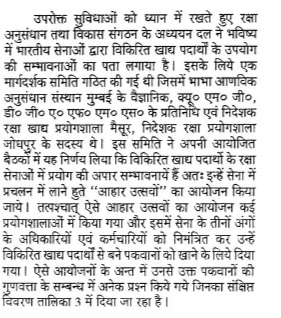 उपरोक्त सुविधाओं को ध्यान में रखते हुए रक्षा
अनुसंधान तथा विकास संगठन के अध्ययन दल ने भविष्य
में भारतीय सेनाओं द्वारा विकिरित खाद्य पदार्थों के उपयोग
की सम्भावनाओं का पता लगाया है। इसके लिये एक
मार्गदर्शक समिति गठित की गई थी जिसमें भाभा आणविक
अनुसंधान संस्थान मुम्बई के वैज्ञानिक, क्यू० एम० जी०,
डी० जी० ए० एफ० एम० एस० के प्रतिनिधि एवं निदेशक
रक्षा खाद्य प्रयोगशाला मैसूर, निदेशक रक्षा प्रयोगशाला
जोधपुर के सदस्य थे। इस समिति ने अपनी आयोजित
बैठकों में यह निर्णय लिया कि विकिरित खाद्य पदार्थों के रक्षा
सेनाओं में प्रयोग की अपार सम्भावनायें हैं अतः इन्हें सेना में
प्रचलन में लाने हुते “आहार उत्सवों” का आयोजन किया
जाये। तत्पश्चात् ऐसे आहार उत्सवों का आयोजन कई
प्रयोगशालाओं में किया गया और इसमें सेना के तीनों अंगों
के अधिकारियों एवं कर्मचारियों को निमंत्रित कर उन्हें
विकिरित खाद्य पदार्थों से बने पकवानों को खाने के लिये दिया
गया। ऐसे आयोजनों के अन्त में उनसे उक्त पकवानों की
गुणवत्ता के सम्बन्ध में अनेक प्रश्न किये गये जिनका संक्षिप्त
विवरण तालिका 3 में दिया जा रहा है।